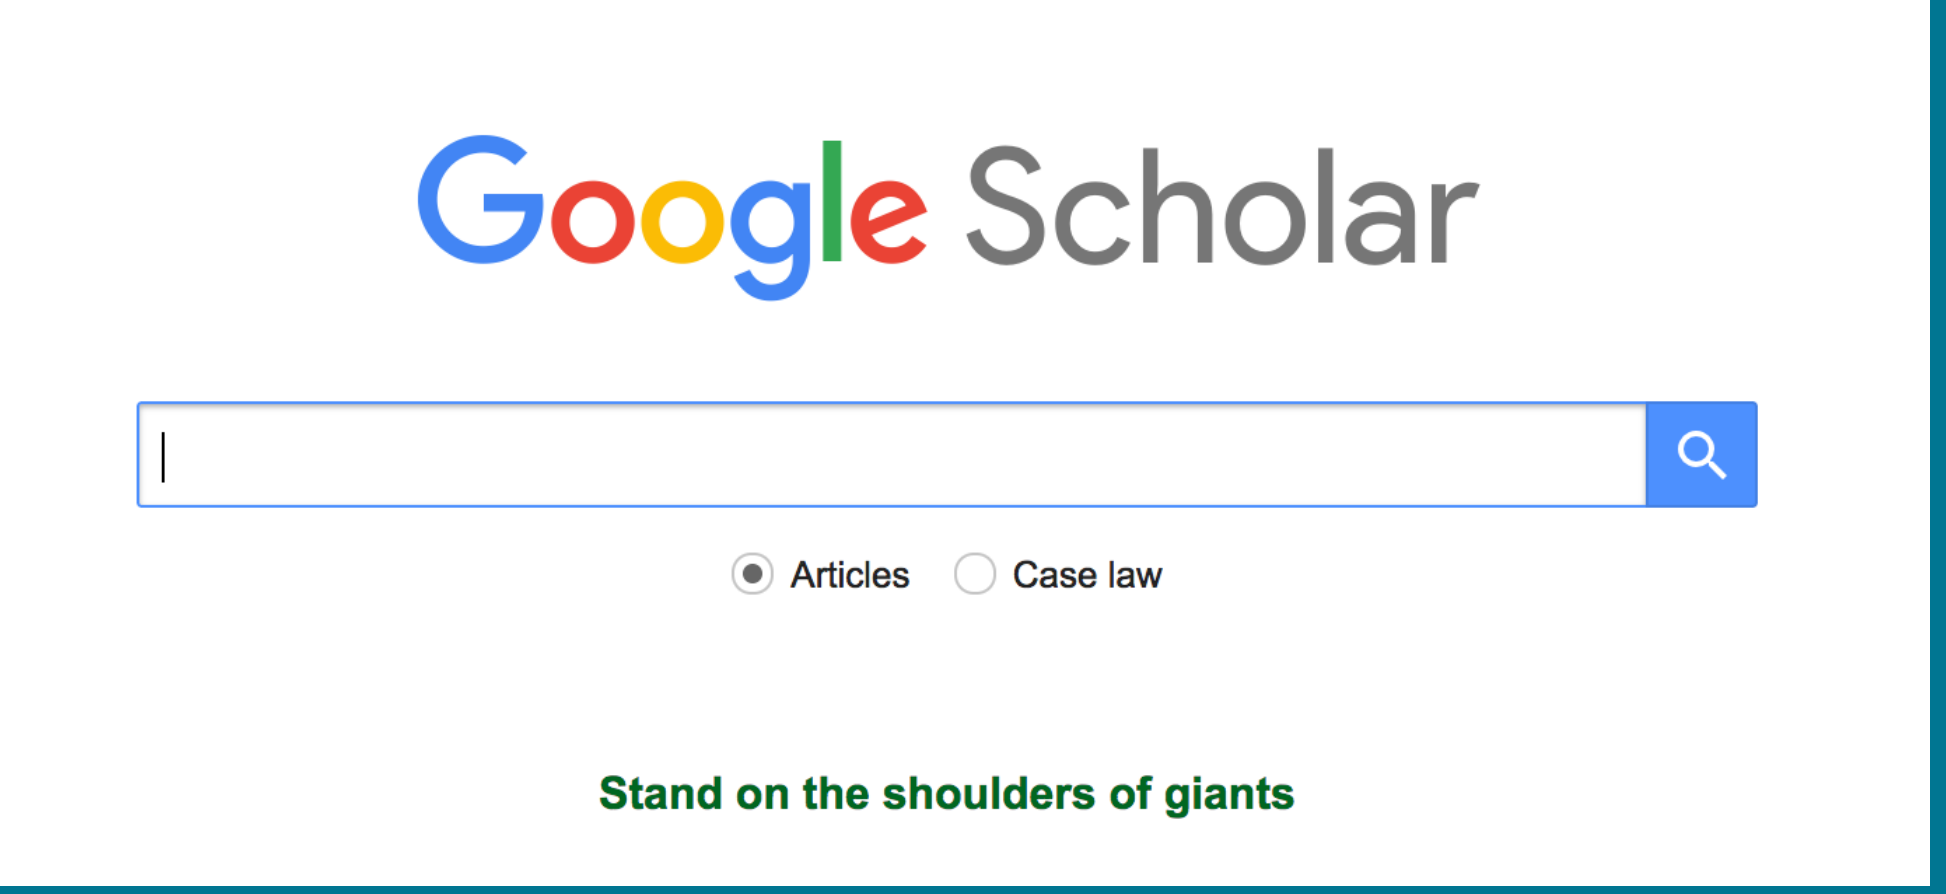 Google Scholar
Articles Case law
Stand on the shoulders of giants